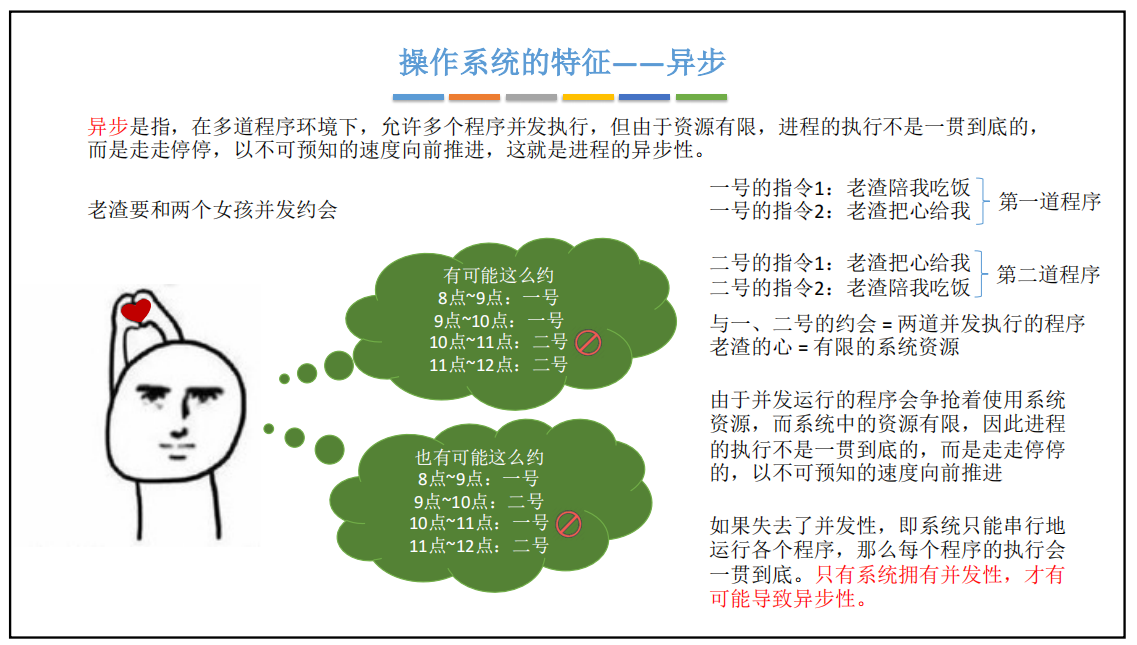 操作系统的特征——异步
异步是指，在多道程序环境下，允许多个程序并发执行，但由于资源有限，进程的执行不是一贯到底的，
而是走走停停，以不可预知的速度向前推进，这就是进程的异步性。
老渣要和两个女孩并发约会
有可能这么约
8点~9点：一号
9点~10点：一号
10点~11点：二号
11点~12点：二号
也有可能这么约
8点~9点：一号
9点~10点：二号
10点~11点：一号
11点~12点：二号
一号的指令1：老渣陪我吃饭
一号的指令2：老渣把心给我
第一道程序
二号的指令1：老渣把心给我
二号的指令2：老渣陪我吃饭
第二道程序
与一、二号的约会 = 两道并发执行的程序
老渣的心 = 有限的系统资源
由于并发运行的程序会争抢着使用系统
资源，而系统中的资源有限，因此进程
的执行不是一贯到底的，而是走走停停
的，以不可预知的速度向前推进
如果失去了并发性，即系统只能串行地
运行各个程序，那么每个程序的执行会
一贯到底。只有系统拥有并发性，才有
可能导致异步性。